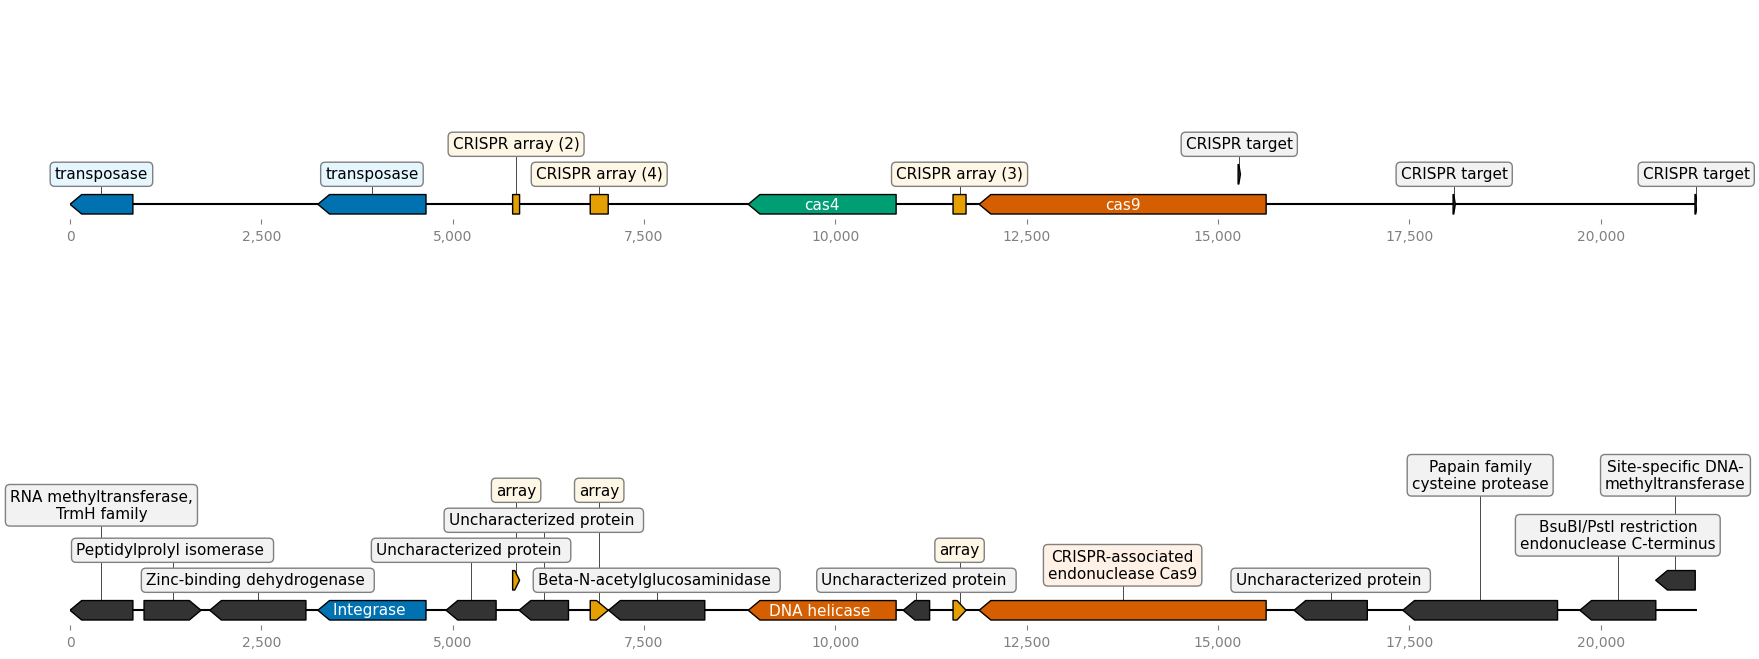 CRISPR array (2)
CRISPR target
transposase
transposase
CRISPR array (4)
CRISPR array (3)
CRISPR target
CRISPR target
cas4
cas9
0
2,500
5,000
7,500
10,000
12,500
15,000
17,500
20,000
Papain family
cysteine protease
Site-specific DNA-
methyltransferase
RNA methyltransferase,
TrmH family
array
array
Uncharacterized protein
BsuBI/PstI restriction
endonuclease C-terminus
Peptidylprolyl isomerase
Uncharacterized protein
array
CRISPR-associated
endonuclease Cas9
Zinc-binding dehydrogenase
Beta-N-acetylglucosaminidase
Uncharacterized protein
Uncharacterized protein
Integrase
DNA helicase
0
2,500
5,000
7,500
10,000
12,500
15,000
17,500
20,000